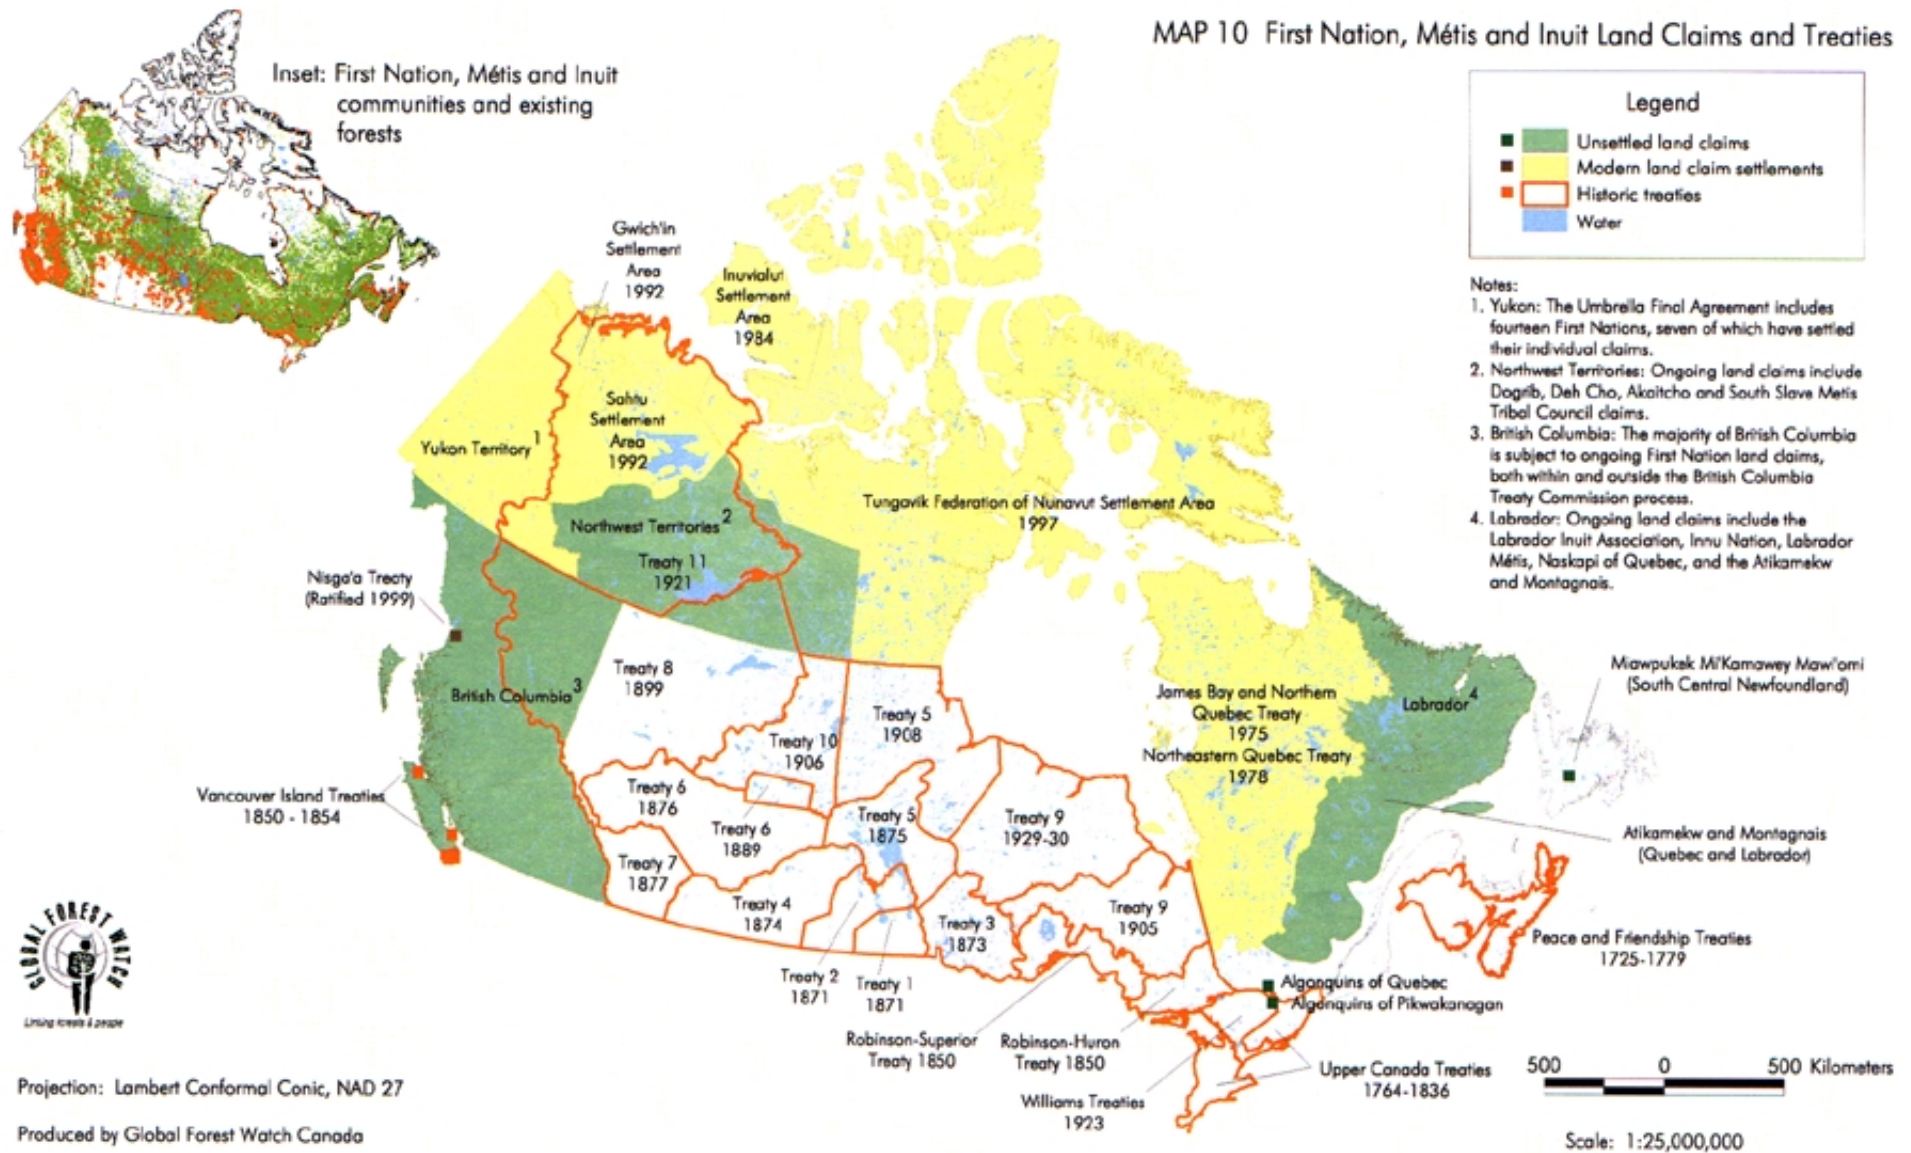 MAP 10 First Nation, Métis and Inuit Land Claims and Treaties
Inset: First Nation, Métis and Inuit
communities and existing
forests
Legend
Unsettled land claims
Modern land claim settlements
Historic treaties
Water
Notes:
1. Yukon: The Umbrella Final Agreement includes
fourteen First Nations, seven of which have settled
their individual claims.
2. Northwest Territories: Ongoing land claims include
Dogrib, Deh Cho, Akaitcho and South Slave Metis
Tribal Council claims.
3. British Columbia: The majority of British Columbia
is subject to ongoing First Nation land claims,
both within and outside the British Columbia
Treaty Commission process.
4. Labrador: Ongoing land claims include the
Labrador Inuit Association, Innu Nation, Labrador
Métis, Naskapi of Quebec, and the Atikamekw
and Montagnais.
Gwich'in
Settlement
Area
1992
Inuvialut
Settlement
Area
1984
Sahtu
Settlement
Area
1992
Yukon Territory 1
Northwest Territories 2
Treaty 11
1921
Tungavik Federation of Nunavut Settlement Area
1997
Nisga'a Treaty
(Ratified 1999)
British Columbia 3
Treaty 8
1899
Treaty 10
1906
Treaty 5
1908
James Bay and Northern
Quebec Treaty
1975
Northeastern Quebec Treaty
1978
Labrador 4
Miawpukek Mi'Kamawey Mawi'omi
(South Central Newfoundland)
Vancouver Island Treaties
1850 - 1854
Treaty 6
1876
Treaty 6
1889
Treaty 5
1875
Treaty 9
1929-30
Atikamekw and Montagnais
(Quebec and Labrador)
Treaty 7
1877
Treaty 4
1874
Treaty 3
1873
Treaty 9
1905
Peace and Friendship Treaties
1725-1779
Treaty 2
1871
Treaty 1
1871
Algonquins of Quebec
Algonquins of Pikwakanagan
Robinson-Superior
Treaty 1850
Robinson-Huron
Treaty 1850
Williams Treaties
1923
Upper Canada Treaties
1764-1836
GLOBAL FOREST WATCH
Linking forests & people
Projection: Lambert Conformal Conic, NAD 27
Produced by Global Forest Watch Canada
500 0 500 Kilometers
Scale: 1:25,000,000